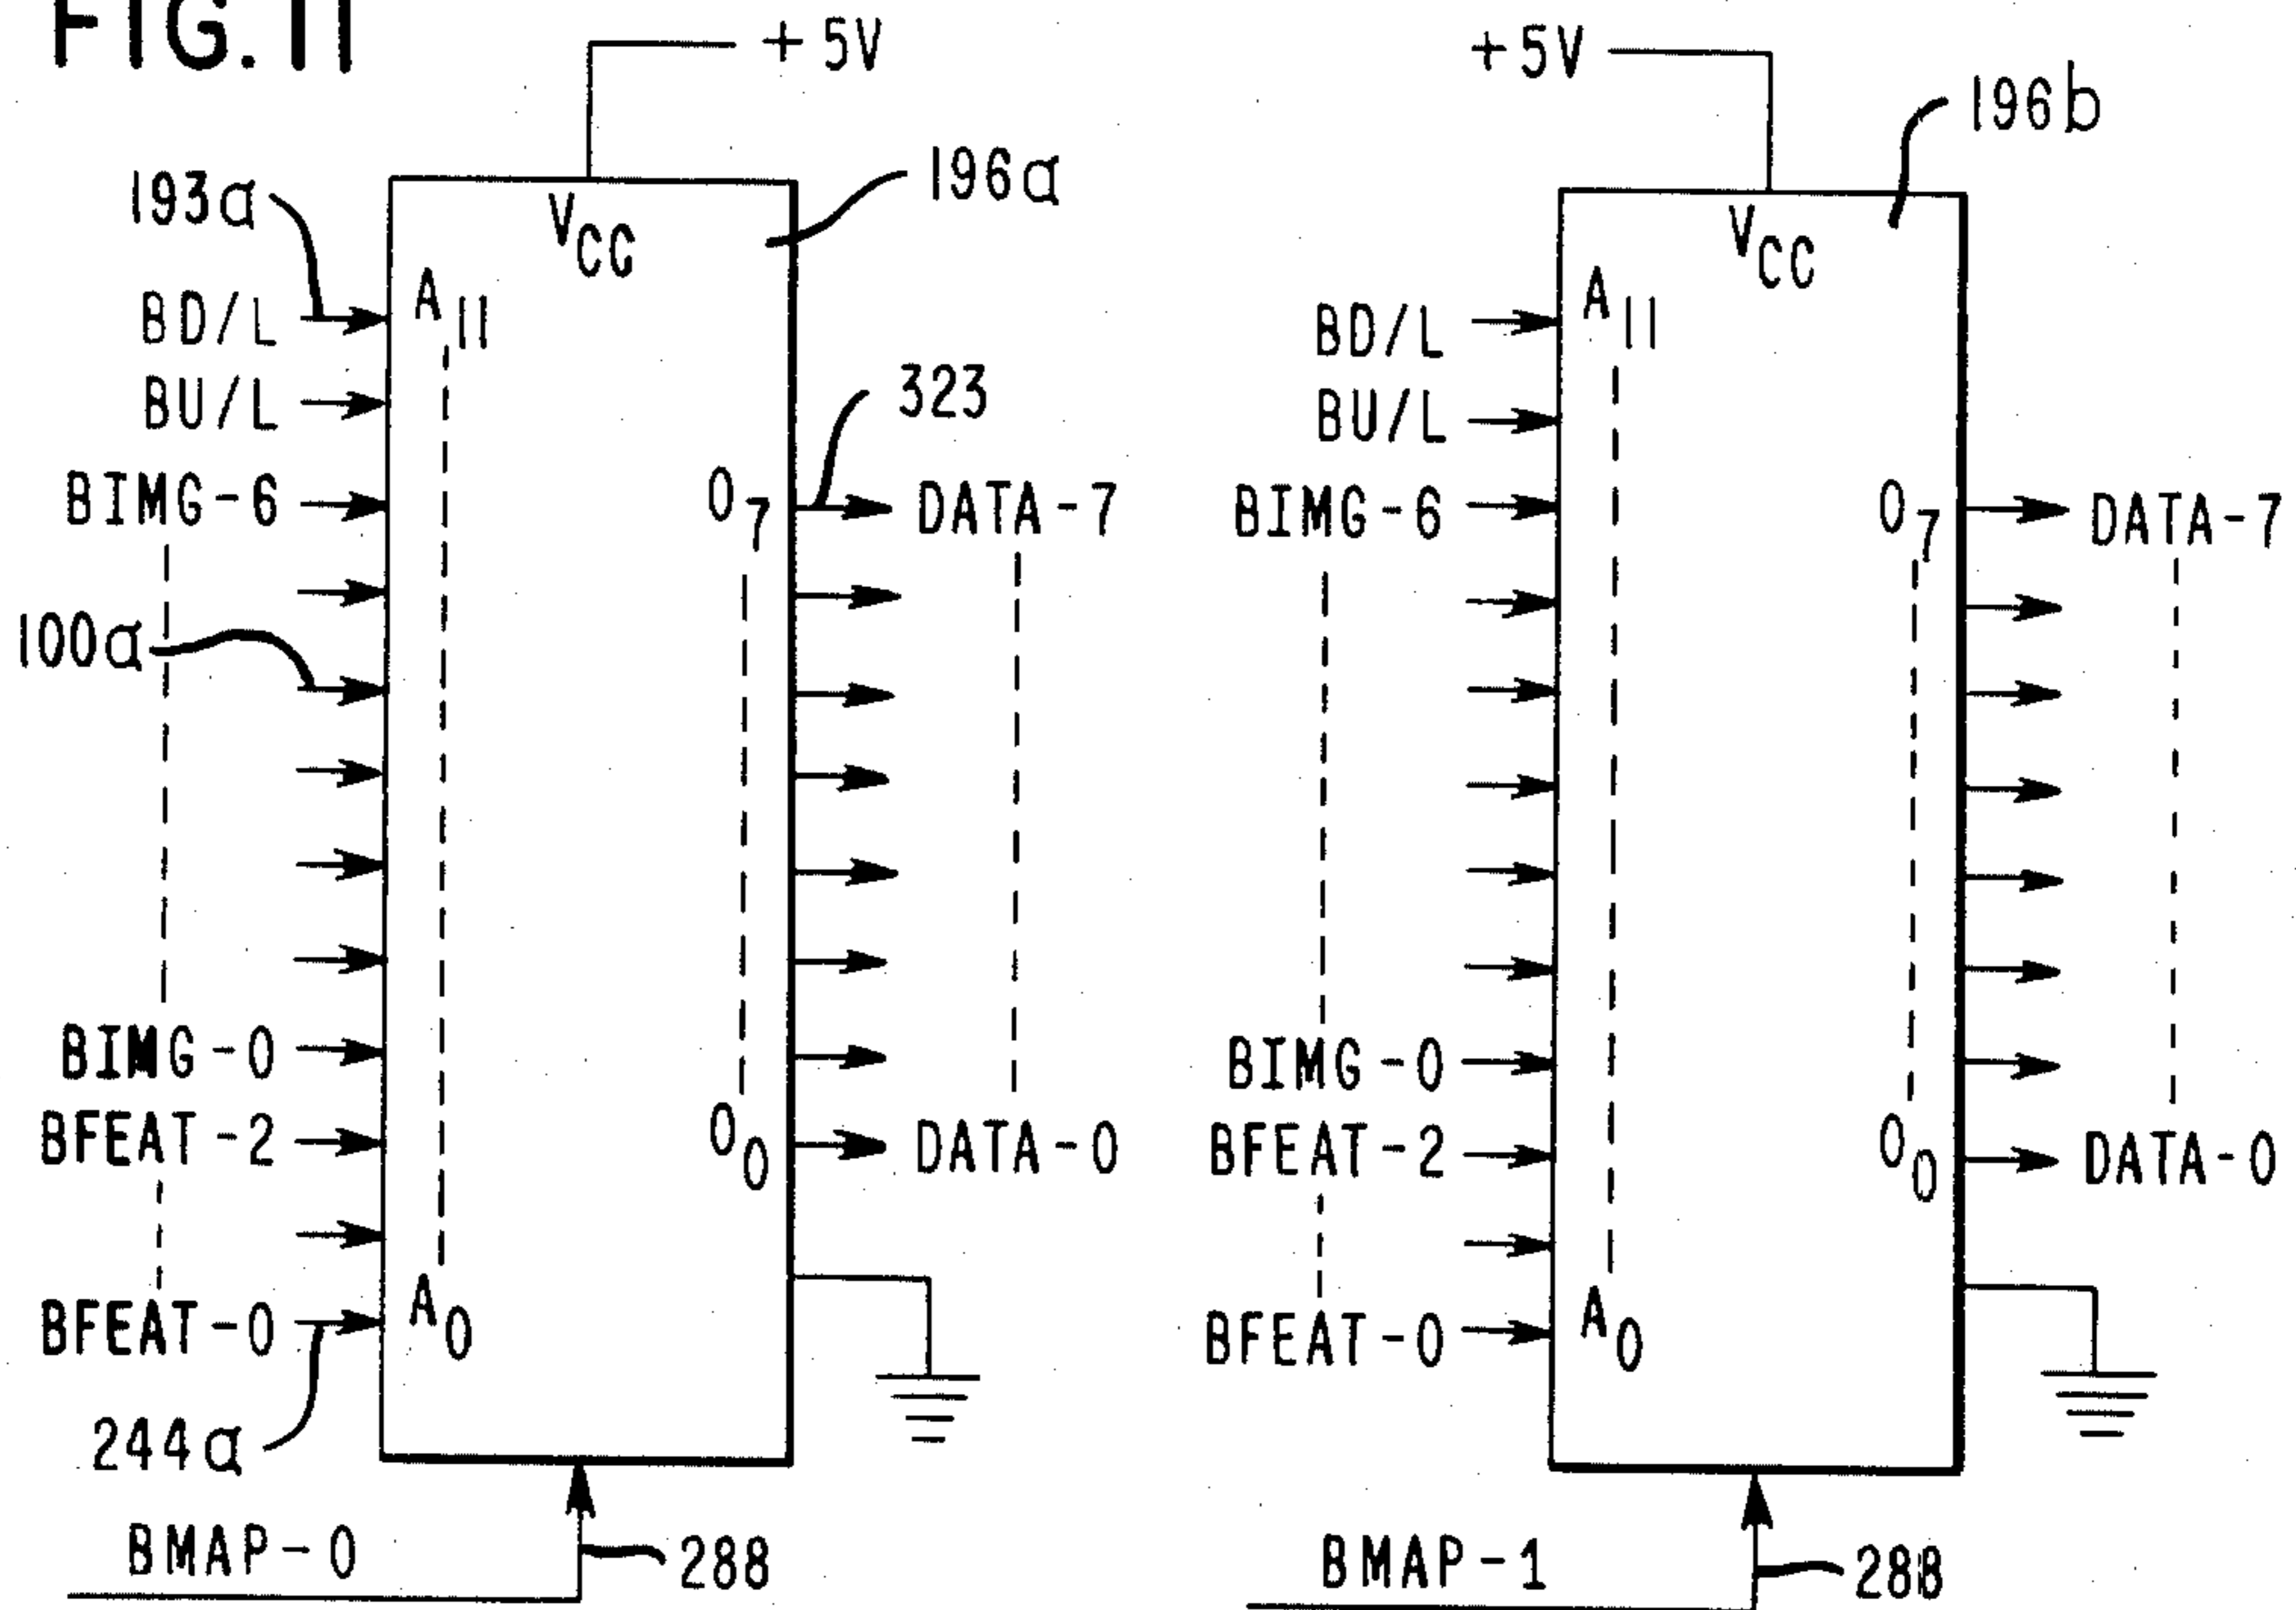 FIG. 11
+5V
196a
193a
VCC
A11
BD/L
BU/L
323
BIMG-6
O7
DATA-7
100a
BIMG-0
BFEAT-2
O0
DATA-0
BFEAT-0
A0
244a
BMAP-0
288
+5V
196b
VCC
A11
BD/L
BU/L
BIMG-6
O7
DATA-7
BIMG-0
BFEAT-2
O0
DATA-0
BFEAT-0
A0
BMAP-1
288